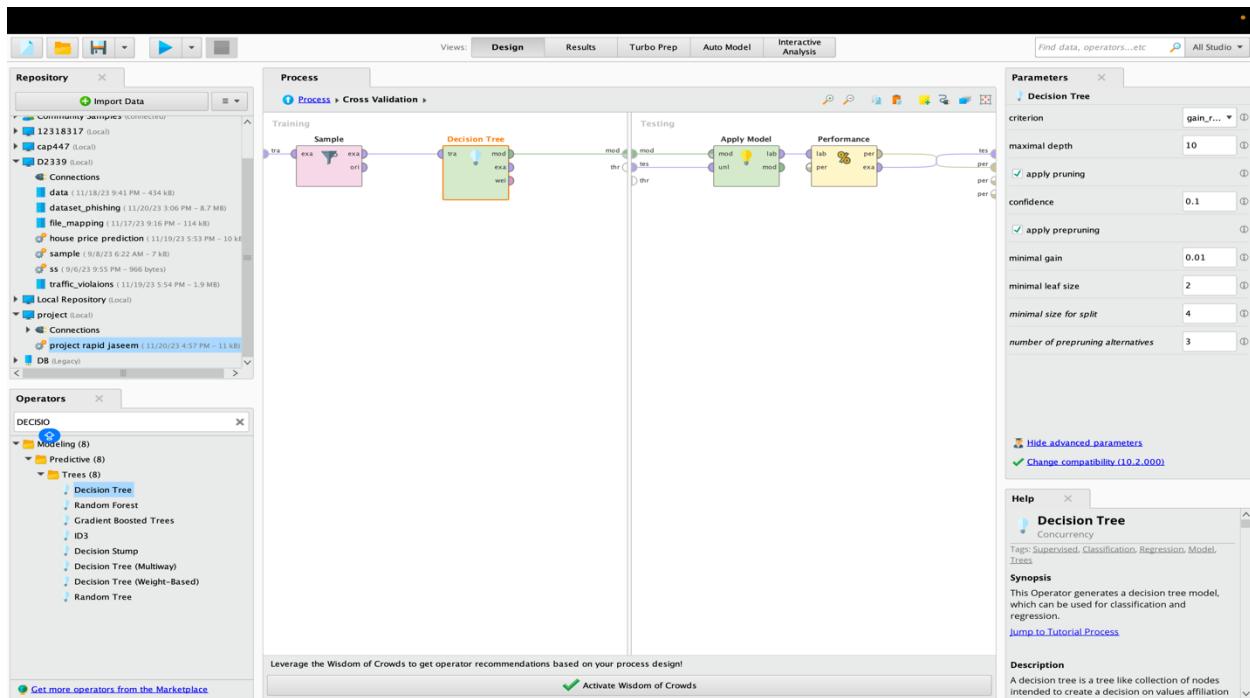 Views:
Design
Results
Turbo Prep
Auto Model
Interactive
Analysis
Find data, operators...etc
All Studio
Repository
Import Data
Community Samples (connected)
12318317 (Local)
cap447 (Local)
D2339 (Local)
Connections
data (11/18/23 9:41 PM – 434 kB)
dataset_phishing (11/20/23 3:06 PM – 8.7 MB)
file_mapping (11/17/23 9:16 PM – 114 kB)
house price prediction (11/19/23 5:53 PM – 10 kB
sample (9/8/23 6:22 AM – 7 kB)
ss (9/6/23 9:55 PM – 966 bytes)
traffic_violaions (11/19/23 5:54 PM – 1.9 MB)
Local Repository (Local)
project (Local)
Connections
project rapid jaseem (11/20/23 4:57 PM – 11 kB)
DB (Legacy)
Operators
DECISIO
Modeling (8)
Predictive (8)
Trees (8)
Decision Tree
Random Forest
Gradient Boosted Trees
ID3
Decision Stump
Decision Tree (Multiway)
Decision Tree (Weight-Based)
Random Tree
Get more operators from the Marketplace
Process
Process Cross Validation
Training
Sample
tra
exa
exa
ori
Decision Tree
tra
mod
exa
wei
mod
thr
Testing
mod
tes
thr
Apply Model
mod
unl
lab
mod
Performance
lab
per
per
exa
tes
per
per
per
Leverage the Wisdom of Crowds to get operator recommendations based on your process design!
Activate Wisdom of Crowds
Parameters
Decision Tree
criterion gain_r...
maximal depth 10
apply pruning
confidence 0.1
apply prepruning
minimal gain 0.01
minimal leaf size 2
minimal size for split 4
number of prepruning alternatives 3
Hide advanced parameters
Change compatibility (10.2.000)
Help
Decision Tree
Concurrency
Tags: Supervised, Classification, Regression, Model,
Trees
Synopsis
This Operator generates a decision tree model,
which can be used for classification and
regression.
Jump to Tutorial Process
Description
A decision tree is a tree like collection of nodes
intended to create a decision on values affiliation